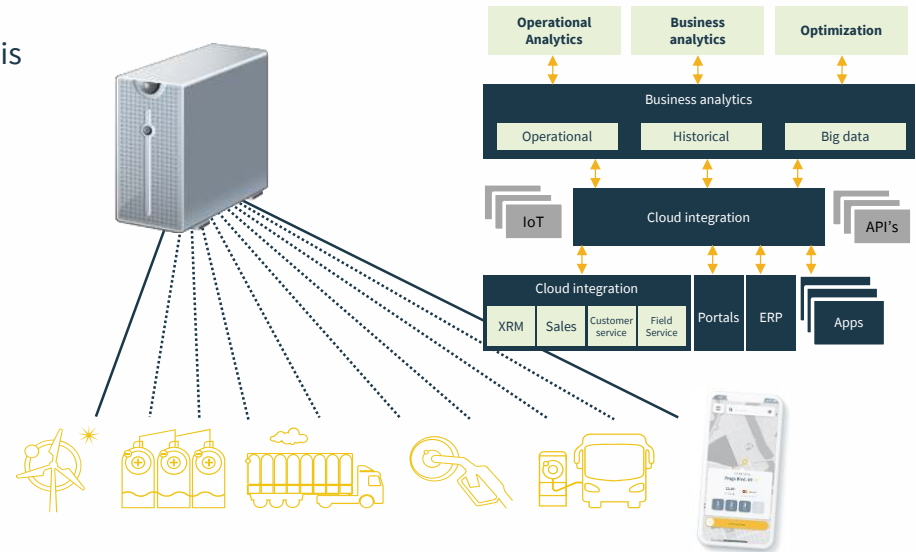 is
Operational
Analytics
Business
analytics
Optimization
Business analytics
Operational
Historical
Big data
IoT
Cloud integration
API's
Cloud integration
XRM
Sales
Customer
service
Field
Service
Portals
ERP
Apps